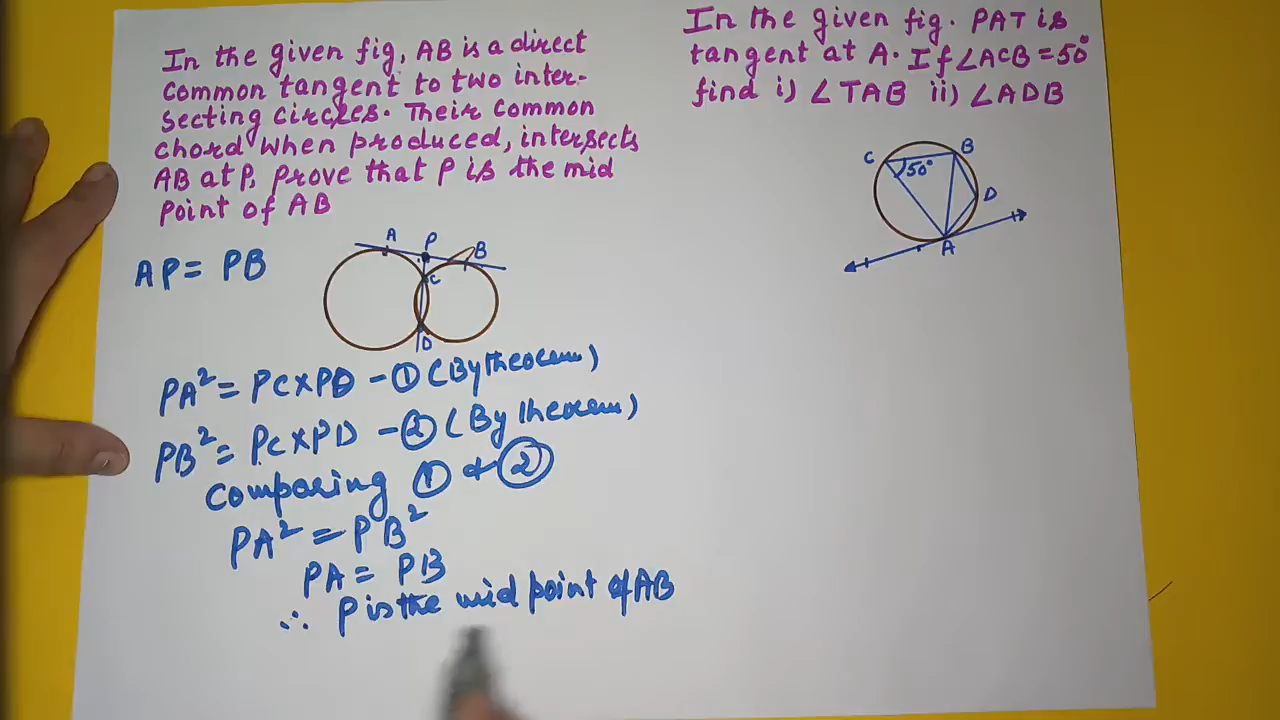 In the given fig, AB is a direct
common tangent to two inter-
secting circles. Their common
chord when produced, intersects
AB at P, prove that P is the mid
point of AB
AP = PB
A
P
B
C
D
PA² = PC×PD - ① (By theorem)
PB² = PC×PD - ② (By theorem)
Comparing ① & ②
PA² = PB²
PA = PB
∴ P is the mid point of AB
In the given fig. PAT is
tangent at A. If ∠ACB = 50°
find i) ∠TAB ii) ∠ADB
C
B
50°
D
A